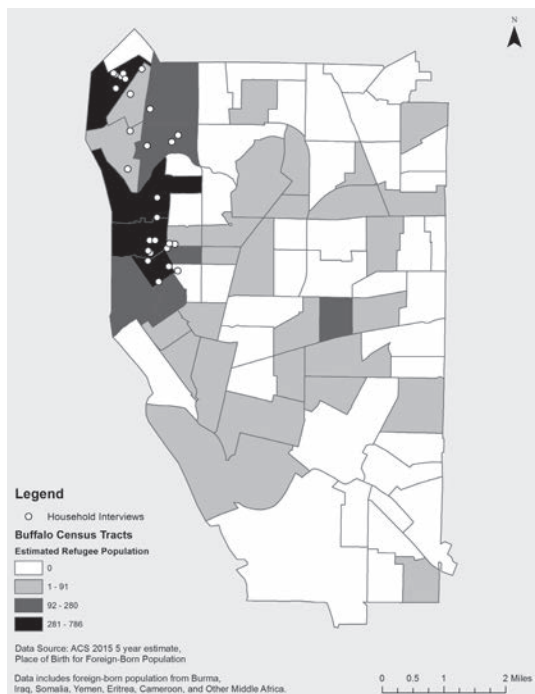 N
Legend
Household Interviews
Buffalo Census Tracts
Estimated Refugee Population
0
1 - 91
92 - 280
281 - 786
Data Source: ACS 2015 5 year estimate,
Place of Birth for Foreign-Born Population
Data includes foreign-born population from Burma,
Iraq, Somalia, Yemen, Eritrea, Cameroon, and Other Middle Africa.
0 0.5 1 2 Miles